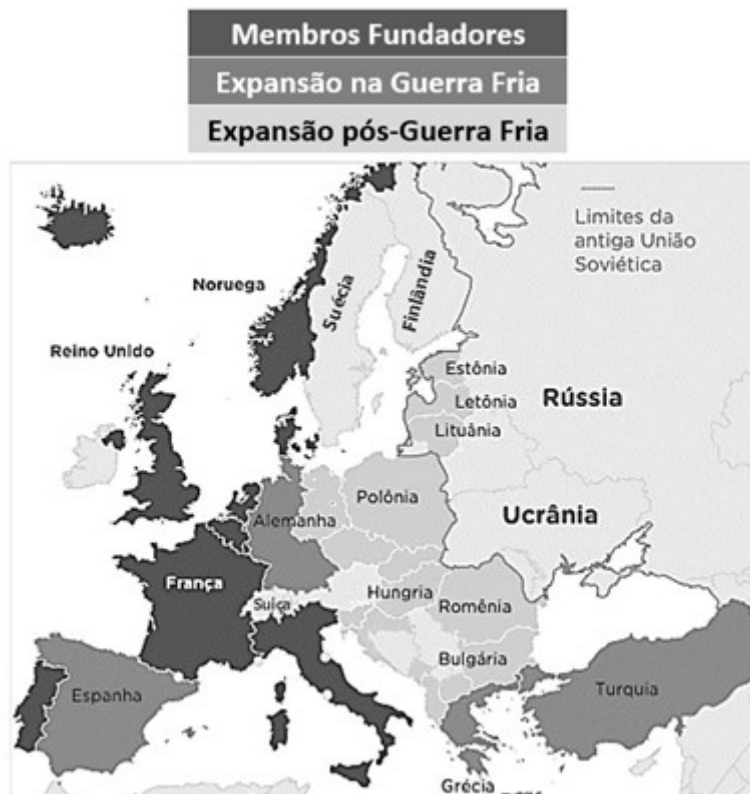 Membros Fundadores
Expansão na Guerra Fria
Expansão pós-Guerra Fria
Limites da
antiga União
Soviética
Noruega
Suécia
Finlândia
Reino Unido
Estônia
Letônia
Lituânia
Rússia
Polônia
Alemanha
Ucrânia
França
Suíça
Hungria
Romênia
Bulgária
Espanha
Turquia
Grécia